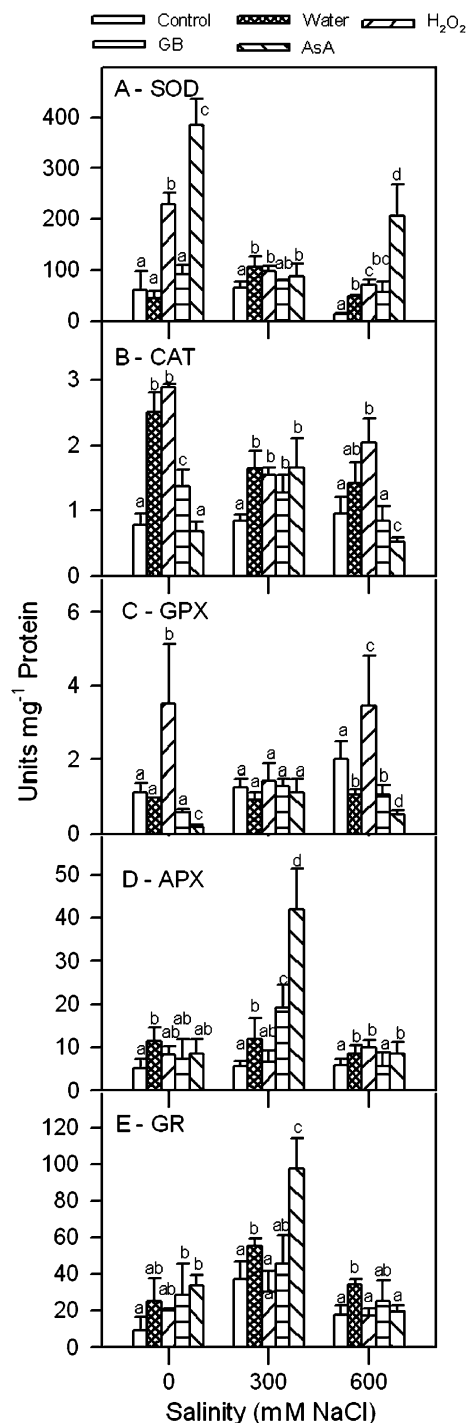 Control Water H₂O₂
GB AsA
A - SOD
400
300
200
100
0
a a b a c
a b b ab b
a b c bc d
B - CAT
3
2
1
0
a b b c a
a b b b b
a ab b a c
C - GPX
6
4
2
0
a a b a c
a a a a a
a b c b d
D - APX
50
40
30
20
10
0
a b ab ab ab
a b ab c d
a b b a b
E - GR
120
100
80
60
40
20
0
a ab ab b b
a b a ab c
a b a ab a
Units mg⁻¹ Protein
0 300 600
Salinity (mM NaCl)